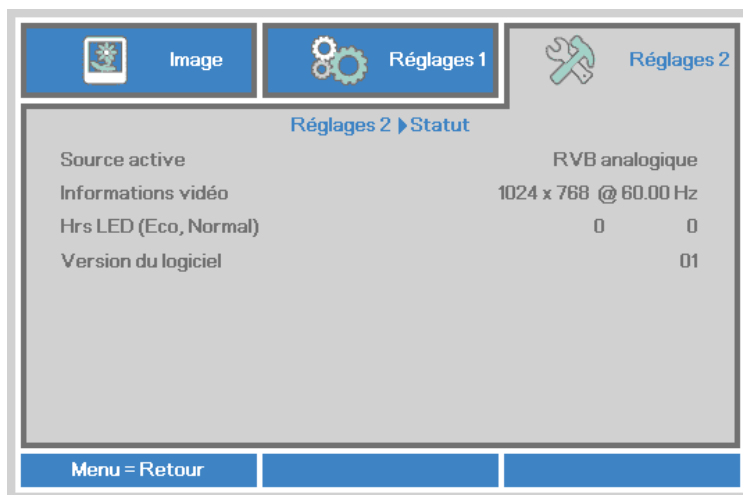 Image Réglages 1 Réglages 2
Réglages 2 ▶ Statut
Source active RVB analogique
Informations vidéo 1024 x 768 @ 60.00 Hz
Hrs LED (Eco, Normal) 0 0
Version du logiciel 01
Menu = Retour